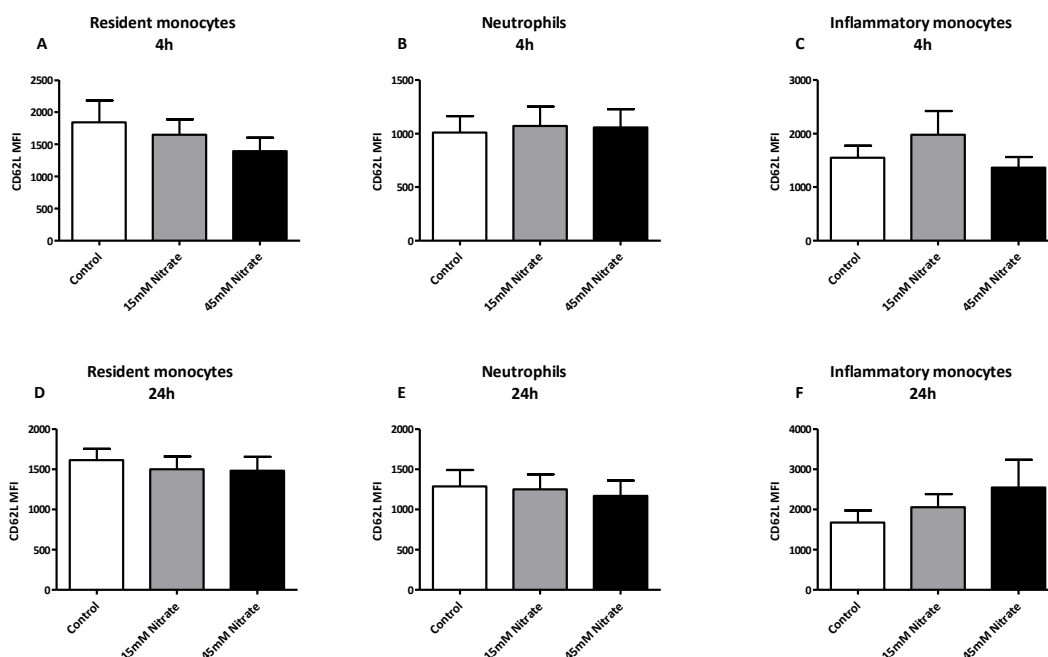 Resident monocytes
A
4h
2500
2000
1500
1000
500
0
CD62L MFI
Control
15mM Nitrate
45mM Nitrate
Neutrophils
B
4h
1500
1000
500
0
CD62L MFI
Control
15mM Nitrate
45mM Nitrate
Inflammatory monocytes
C
4h
3000
2000
1000
0
CD62L MFI
Control
15mM Nitrate
45mM Nitrate
Resident monocytes
D
24h
2000
1500
1000
500
0
CD62L MFI
Control
15mM Nitrate
45mM Nitrate
Neutrophils
E
24h
2000
1500
1000
500
0
CD62L MFI
Control
15mM Nitrate
45mM Nitrate
Inflammatory monocytes
F
24h
4000
3000
2000
1000
0
CD62L MFI
Control
15mM Nitrate
45mM Nitrate